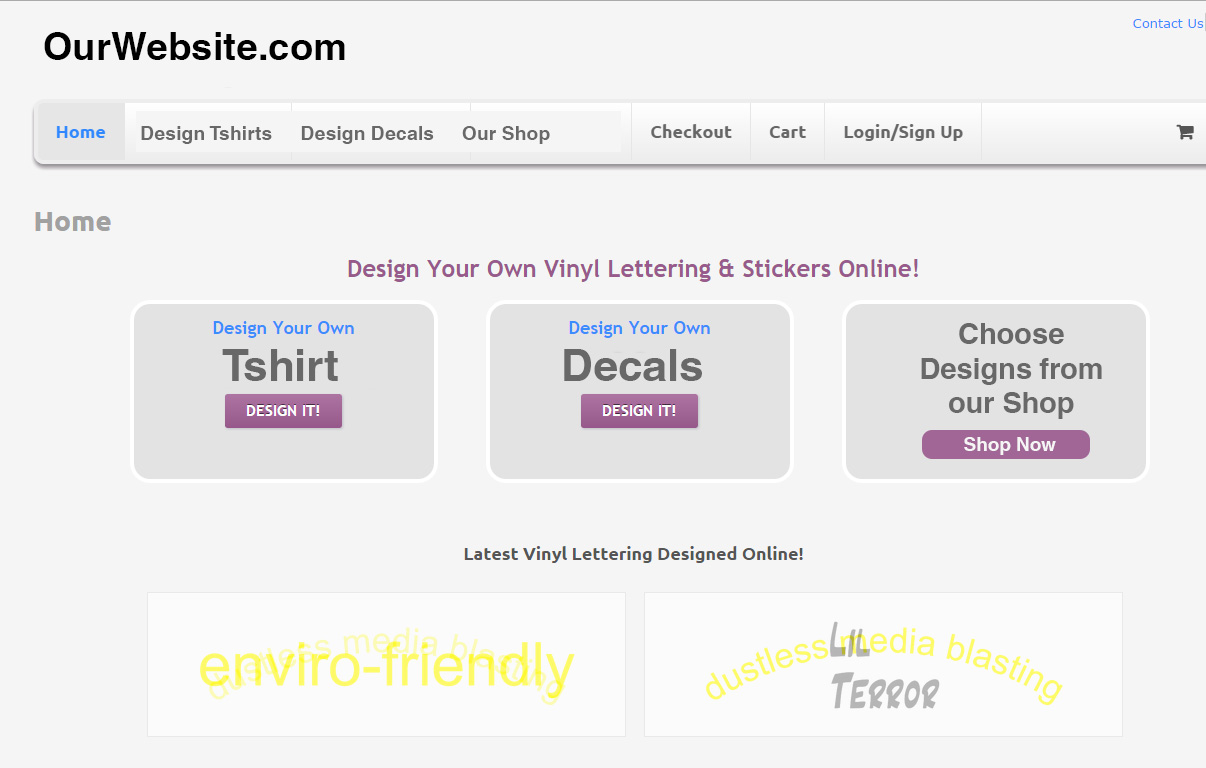 Contact Us
OurWebsite.com
Home Design Tshirts Design Decals Our Shop Checkout Cart Login/Sign Up
Home
Design Your Own Vinyl Lettering & Stickers Online!
Design Your Own
Tshirt
DESIGN IT!
Design Your Own
Decals
DESIGN IT!
Choose
Designs from
our Shop
Shop Now
Latest Vinyl Lettering Designed Online!
dustless media blasting
enviro-friendly
dustless media blasting
Lil
Terror